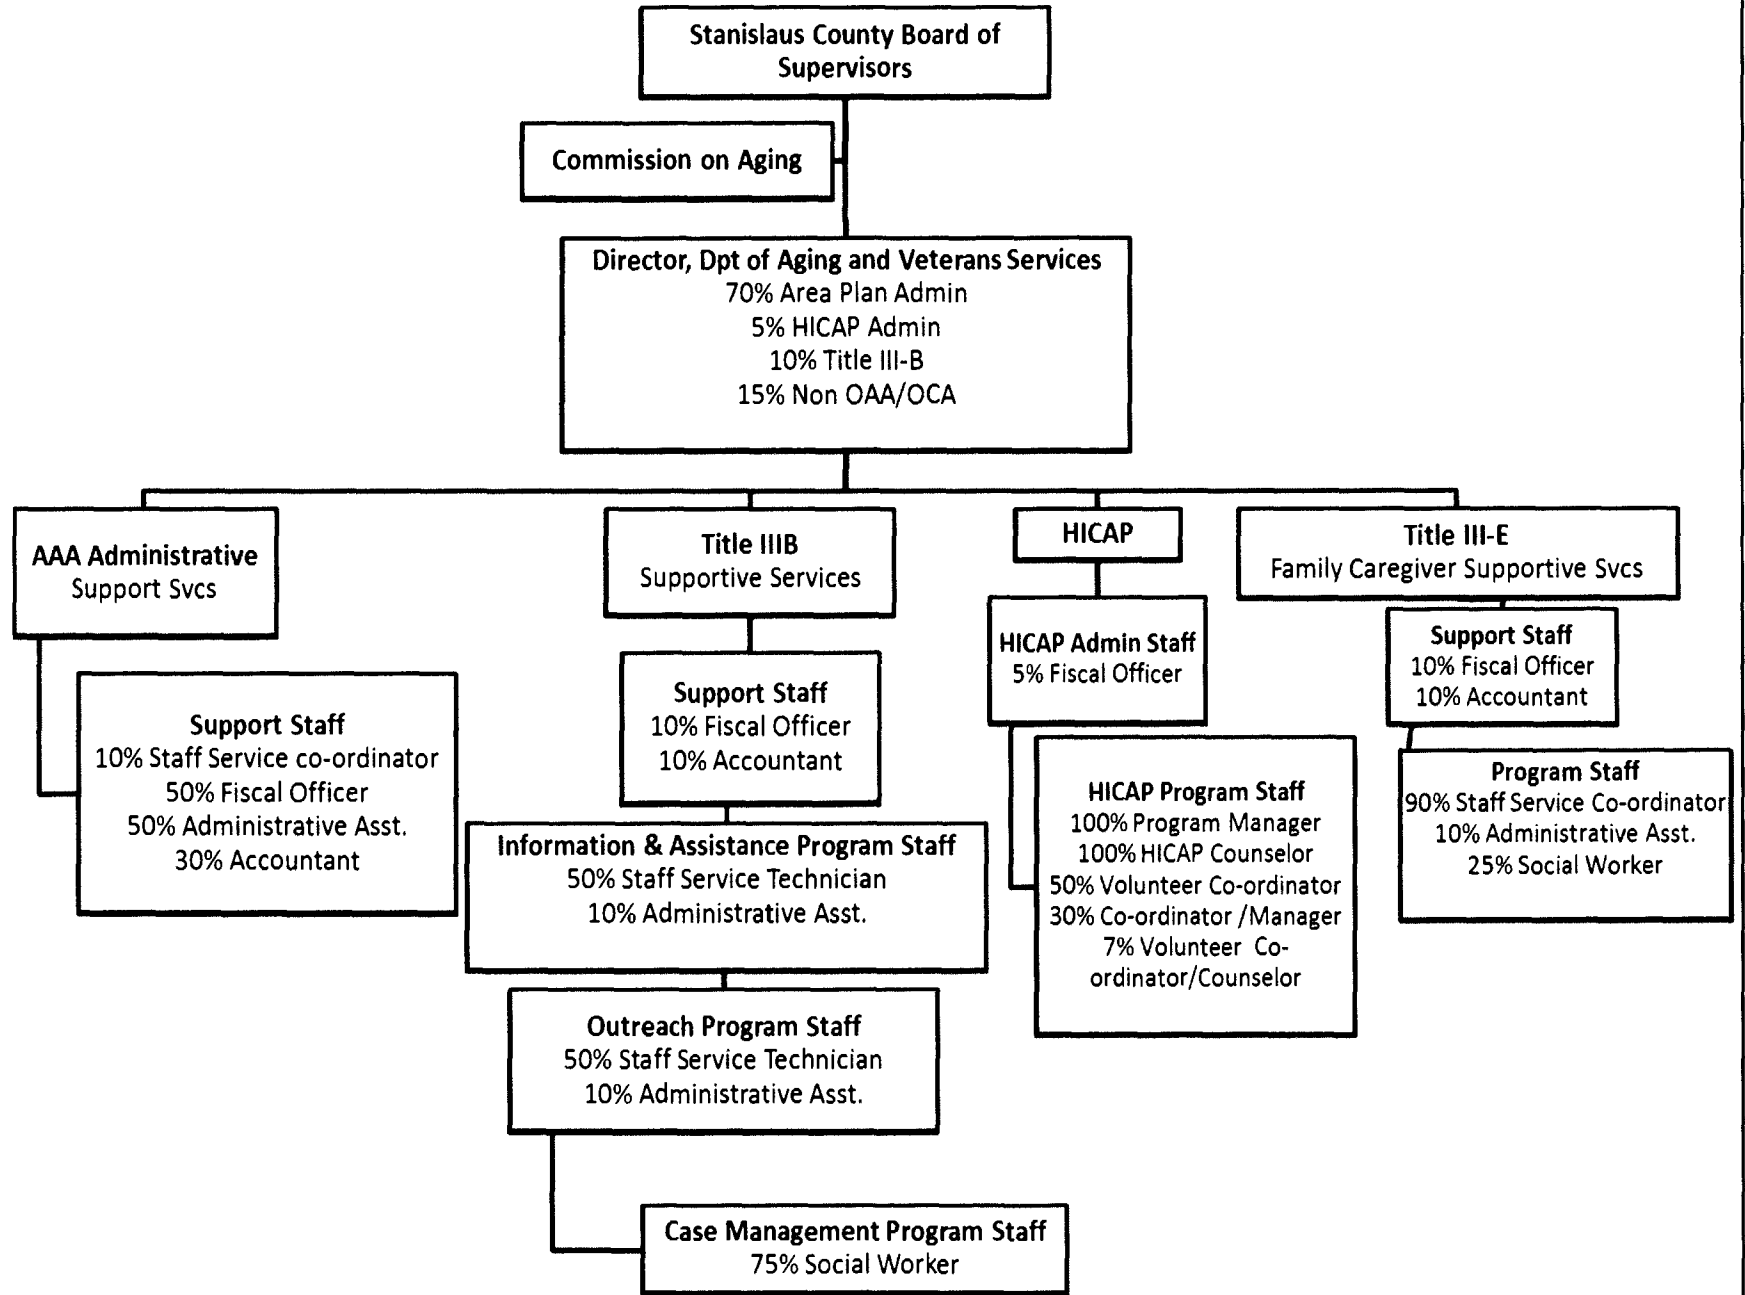 Stanislaus County Board of
Supervisors
Commission on Aging
Director, Dpt of Aging and Veterans Services
70% Area Plan Admin
5% HICAP Admin
10% Title III-B
15% Non OAA/OCA
AAA Administrative
Support Svcs
Support Staff
10% Staff Service co-ordinator
50% Fiscal Officer
50% Administrative Asst.
30% Accountant
Title IIIB
Supportive Services
Support Staff
10% Fiscal Officer
10% Accountant
Information & Assistance Program Staff
50% Staff Service Technician
10% Administrative Asst.
Outreach Program Staff
50% Staff Service Technician
10% Administrative Asst.
Case Management Program Staff
75% Social Worker
HICAP
HICAP Admin Staff
5% Fiscal Officer
HICAP Program Staff
100% Program Manager
100% HICAP Counselor
50% Volunteer Co-ordinator
30% Co-ordinator /Manager
7% Volunteer Co-
ordinator/Counselor
Title III-E
Family Caregiver Supportive Svcs
Support Staff
10% Fiscal Officer
10% Accountant
Program Staff
90% Staff Service Co-ordinator
10% Administrative Asst.
25% Social Worker